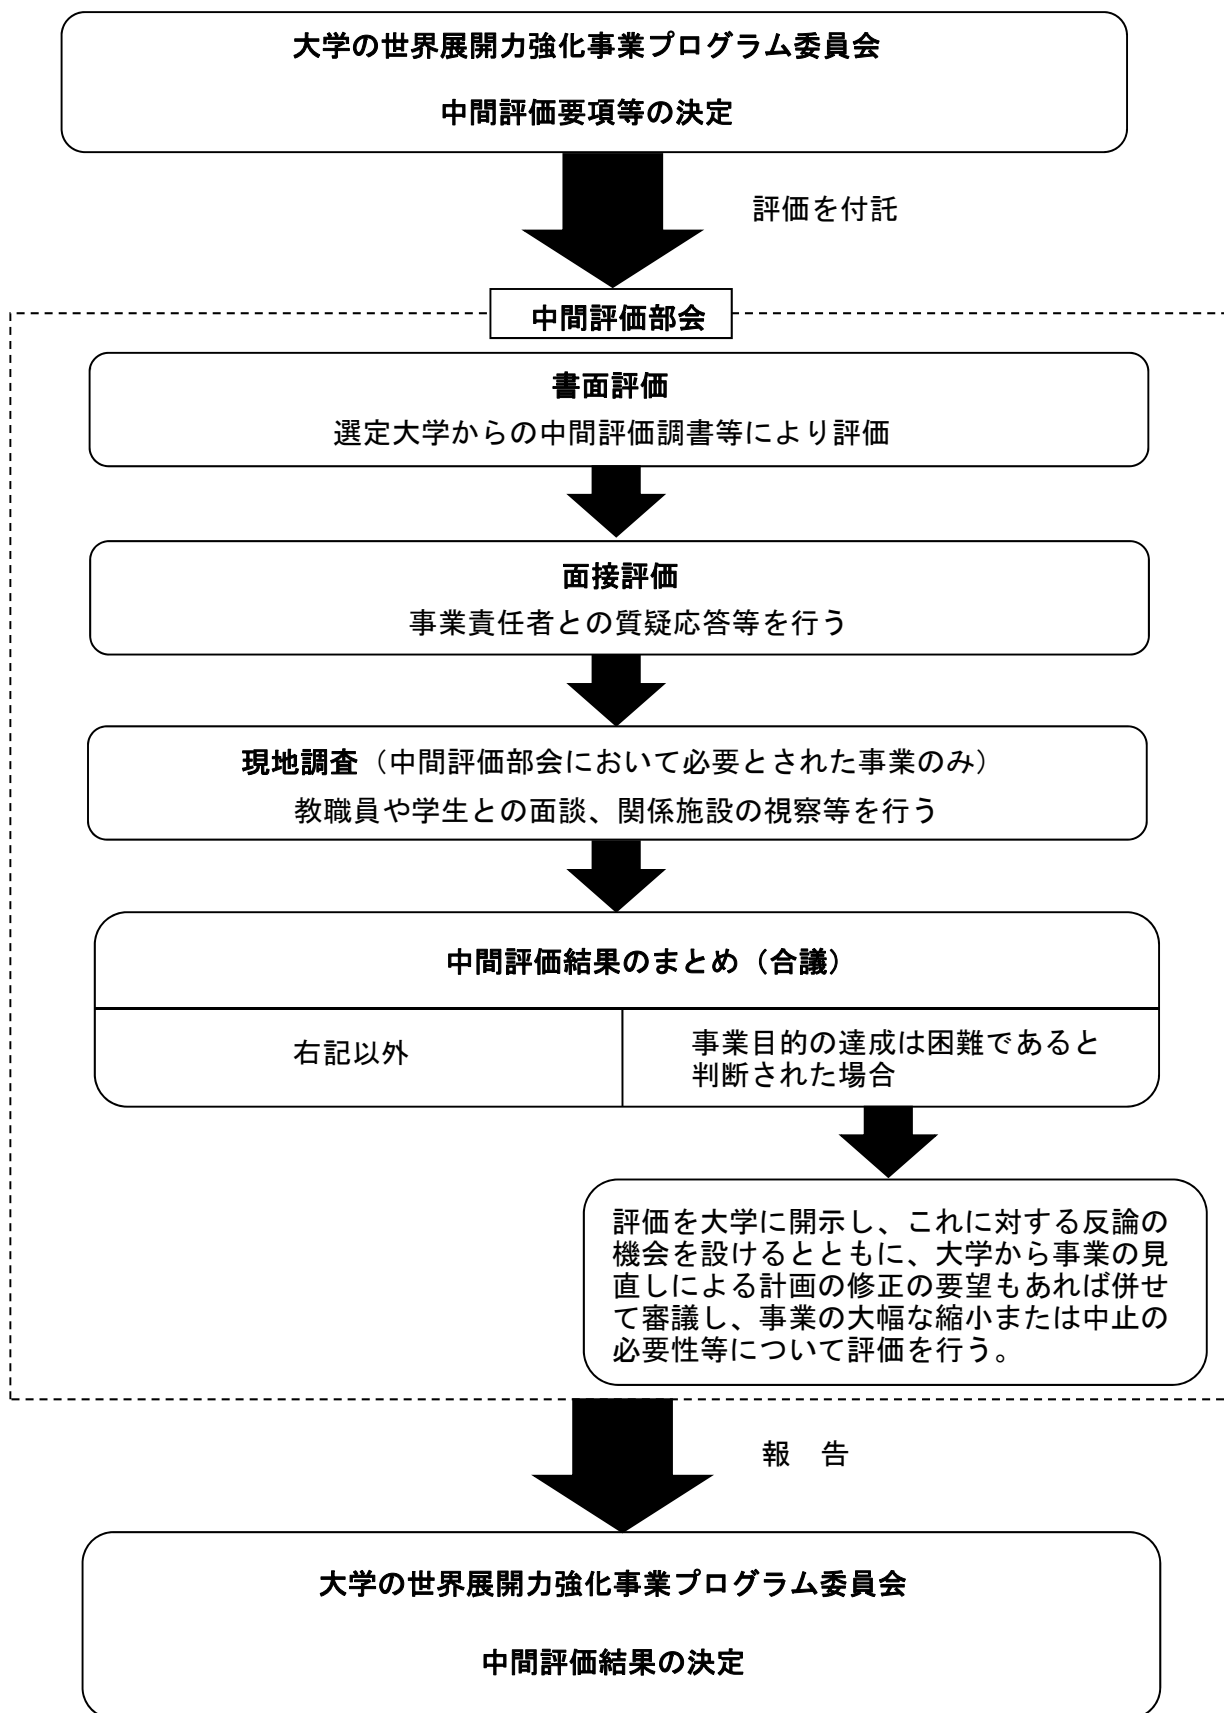 大学の世界展開力強化事業プログラム委員会
中間評価要項等の決定
評価を付託
中間評価部会
書面評価
選定大学からの中間評価調書等により評価
面接評価
事業責任者との質疑応答等を行う
現地調査（中間評価部会において必要とされた事業のみ）
教職員や学生との面談、関係施設の視察等を行う
中間評価結果のまとめ（合議）
右記以外
事業目的の達成は困難であると
判断された場合
評価を大学に開示し、これに対する反論の
機会を設けるとともに、大学から事業の見
直しによる計画の修正の要望もあれば併せ
て審議し、事業の大幅な縮小または中止の
必要性等について評価を行う。
報　告
大学の世界展開力強化事業プログラム委員会
中間評価結果の決定